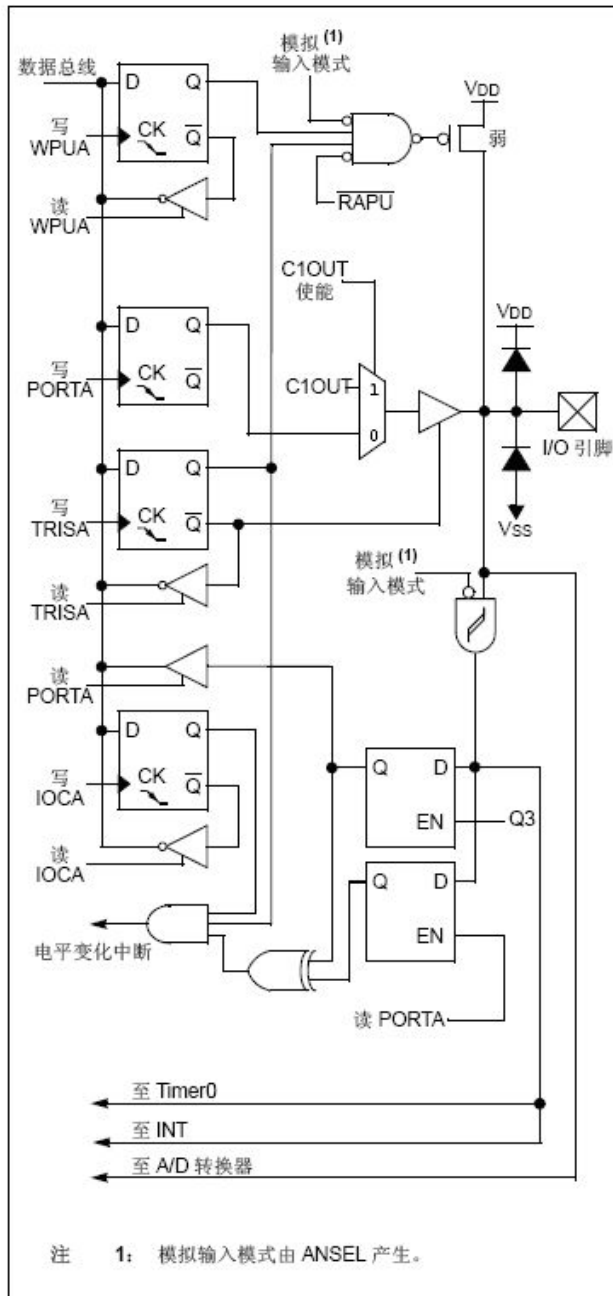 模拟(1)
输入模式
数据总线
D Q
CK Q
写
WPUA
VDD
弱
读
WPUA
RAPU
C1OUT
使能
VDD
D Q
CK Q
写
PORTA
C1OUT
1
0
I/O 引脚
D Q
CK Q
写
TRISA
VSS
模拟(1)
输入模式
读
TRISA
读
PORTA
D Q
CK Q
写
IOCA
Q D
EN
Q3
读
IOCA
Q D
EN
电平变化中断
读 PORTA
至 Timer0
至 INT
至 A/D 转换器
注 1: 模拟输入模式由 ANSEL 产生。